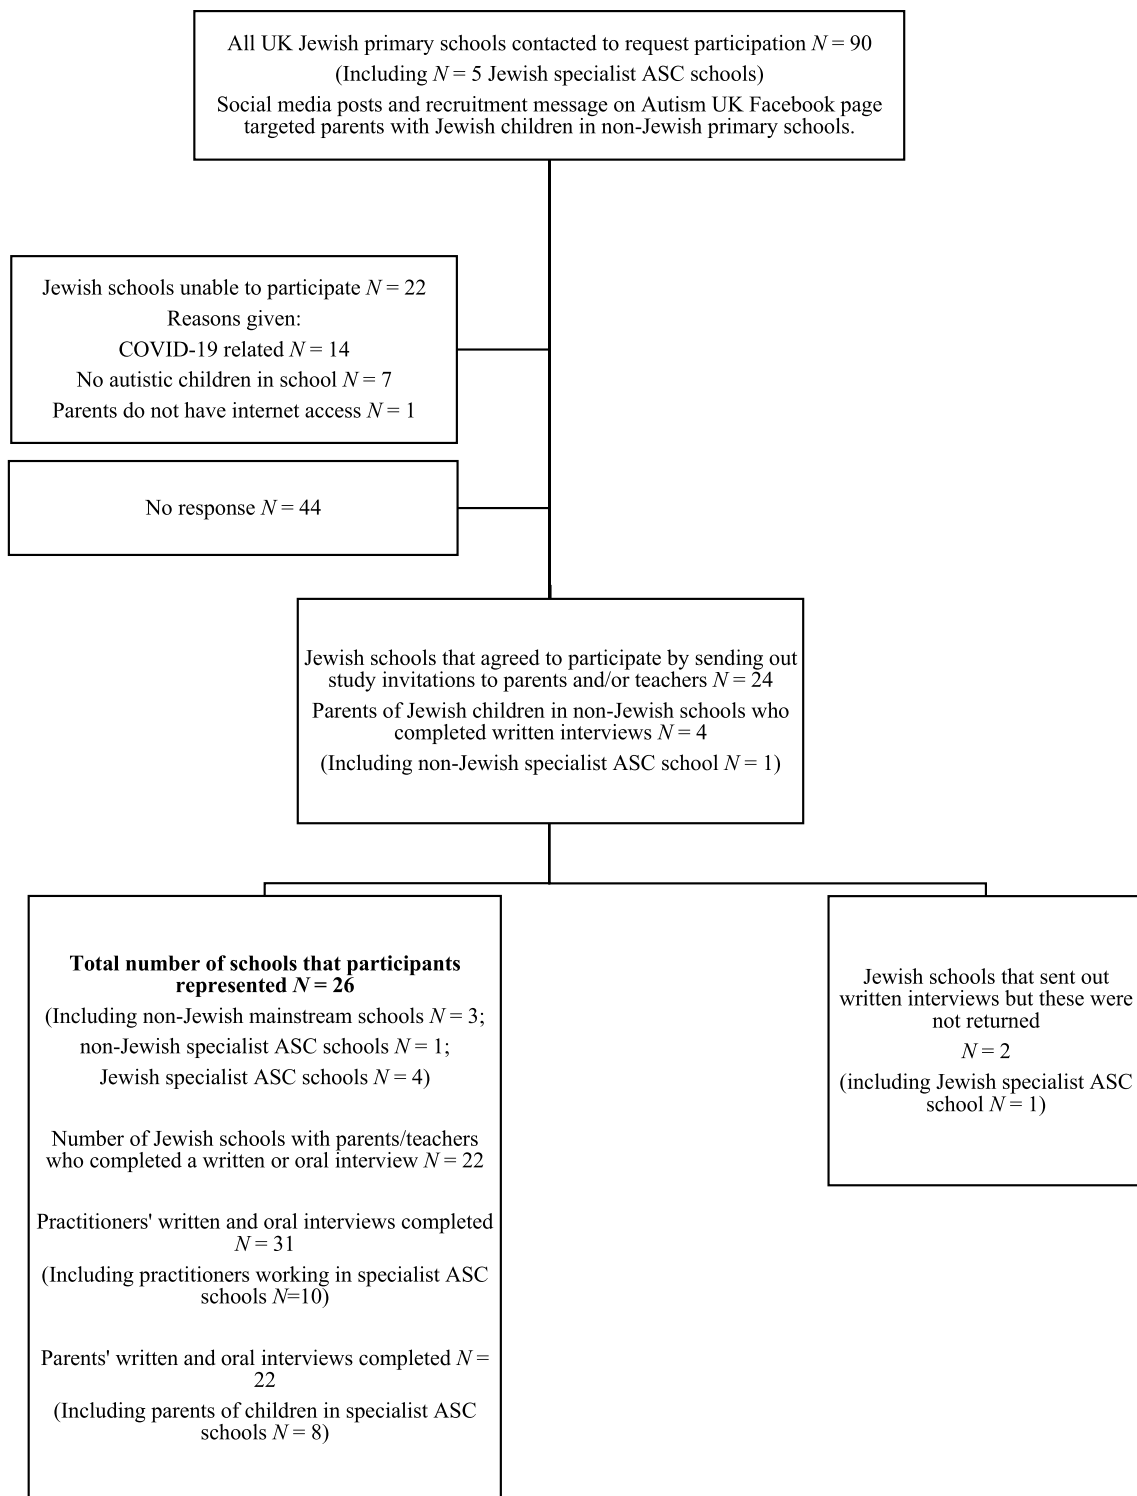 All UK Jewish primary schools contacted to request participation N = 90
(Including N = 5 Jewish specialist ASC schools)
Social media posts and recruitment message on Autism UK Facebook page
targeted parents with Jewish children in non-Jewish primary schools.
Jewish schools unable to participate N = 22
Reasons given:
COVID-19 related N = 14
No autistic children in school N = 7
Parents do not have internet access N = 1
No response N = 44
Jewish schools that agreed to participate by sending out
study invitations to parents and/or teachers N = 24
Parents of Jewish children in non-Jewish schools who
completed written interviews N = 4
(Including non-Jewish specialist ASC school N = 1)
Total number of schools that participants
represented N = 26
(Including non-Jewish mainstream schools N = 3;
non-Jewish specialist ASC schools N = 1;
Jewish specialist ASC schools N = 4)
Number of Jewish schools with parents/teachers
who completed a written or oral interview N = 22
Practitioners' written and oral interviews completed
N = 31
(Including practitioners working in specialist ASC
schools N=10)
Parents' written and oral interviews completed N =
22
(Including parents of children in specialist ASC
schools N = 8)
Jewish schools that sent out
written interviews but these were
not returned
N = 2
(including Jewish specialist ASC
school N = 1)